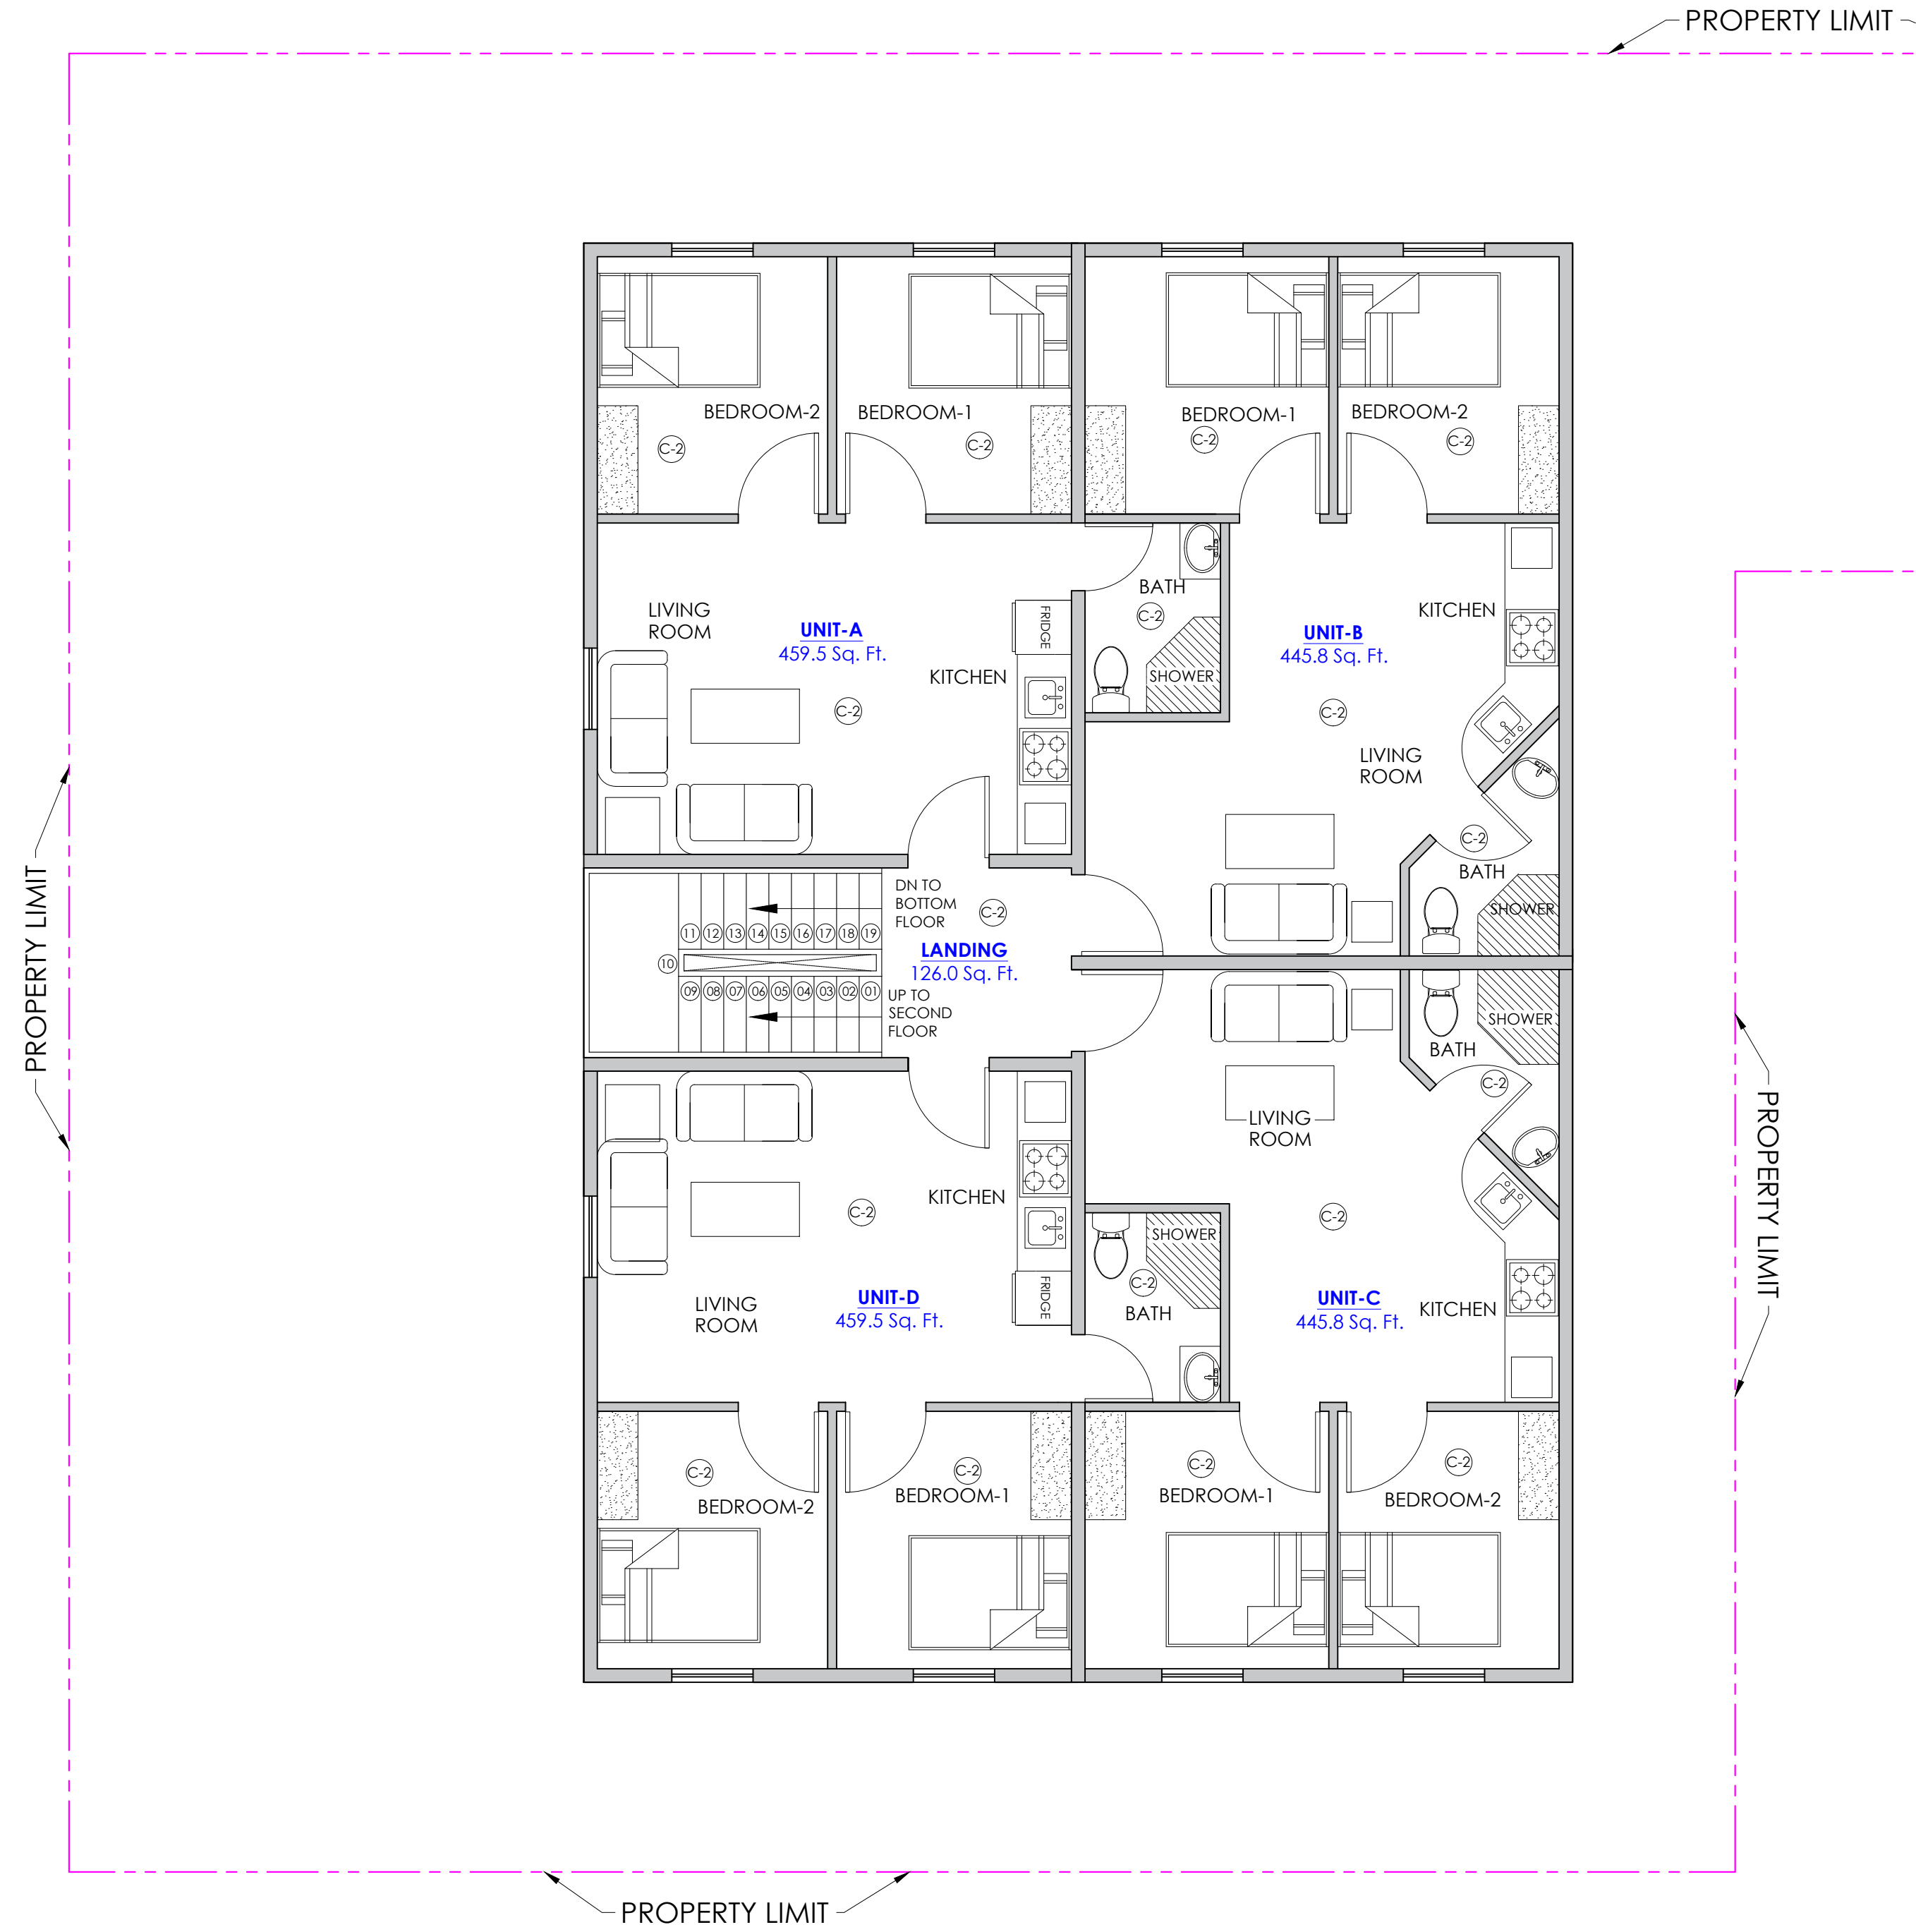 PROPERTY LIMIT
BEDROOM-2
BEDROOM-1
BEDROOM-1
BEDROOM-2
C-2
C-2
C-2
C-2
LIVING
ROOM
UNIT-A
459.5 Sq. Ft.
FRIDGE
KITCHEN
C-2
BATH
C-2
SHOWER
UNIT-B
445.8 Sq. Ft.
KITCHEN
C-2
LIVING
ROOM
C-2
BATH
SHOWER
DN TO
BOTTOM
FLOOR
C-2
11 12 13 14 15 16 17 18 19
LANDING
126.0 Sq. Ft.
10
09 08 07 06 05 04 03 02 01
UP TO
SECOND
FLOOR
PROPERTY LIMIT
PROPERTY LIMIT
SHOWER
BATH
C-2
LIVING
ROOM
KITCHEN
C-2
FRIDGE
UNIT-D
459.5 Sq. Ft.
LIVING
ROOM
SHOWER
C-2
BATH
C-2
UNIT-C
445.8 Sq. Ft.
KITCHEN
C-2
C-2
C-2
C-2
BEDROOM-2
BEDROOM-1
BEDROOM-1
BEDROOM-2
PROPERTY LIMIT